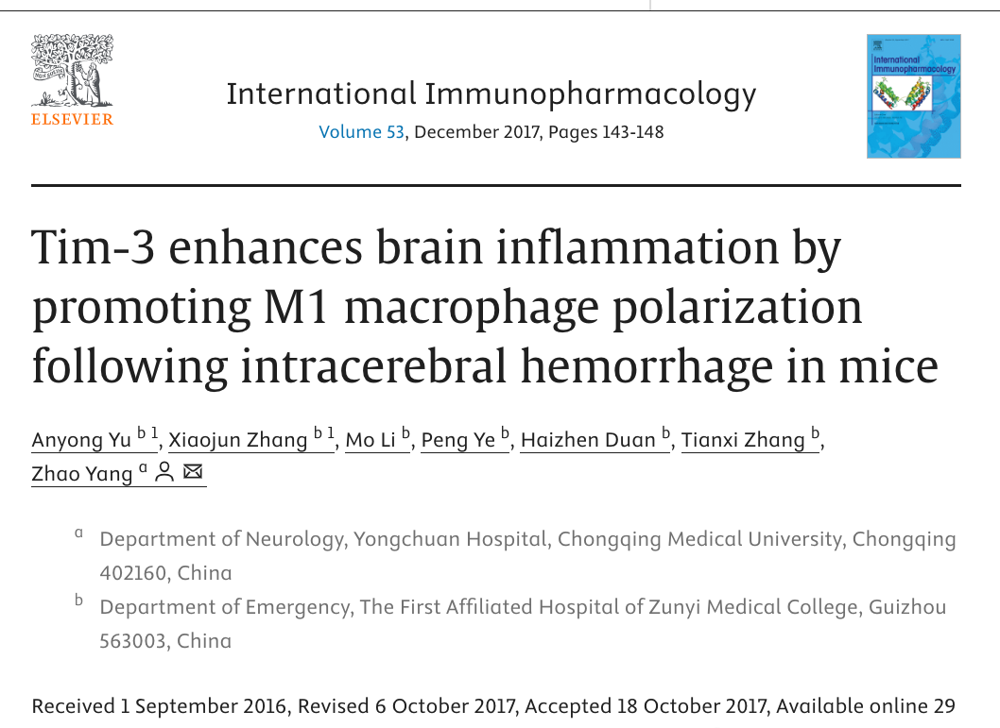 International Immunopharmacology
Volume 53, December 2017, Pages 143-148
ELSEVIER
International
Immunopharmacology
Tim-3 enhances brain inflammation by
promoting M1 macrophage polarization
following intracerebral hemorrhage in mice
Anyong Yu b 1, Xiaojun Zhang b 1, Mo Li b, Peng Ye b, Haizhen Duan b, Tianxi Zhang b,
Zhao Yang a
a Department of Neurology, Yongchuan Hospital, Chongqing Medical University, Chongqing
402160, China
b Department of Emergency, The First Affiliated Hospital of Zunyi Medical College, Guizhou
563003, China
Received 1 September 2016, Revised 6 October 2017, Accepted 18 October 2017, Available online 29